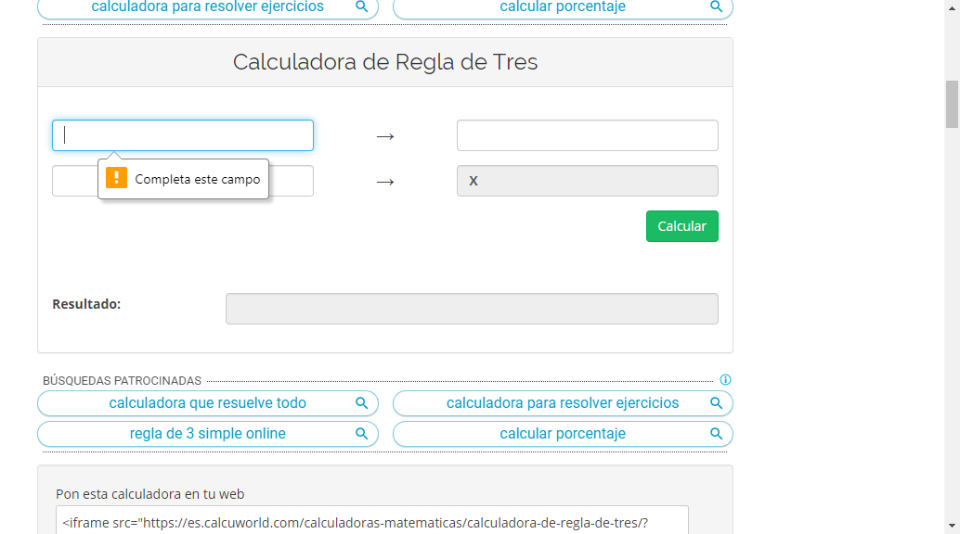 calculadora para resolver ejercicios calcular porcentaje
Calculadora de Regla de Tres
→
Completa este campo
→ X
Calcular
Resultado:
BÚSQUEDAS PATROCINADAS
calculadora que resuelve todo calculadora para resolver ejercicios
regla de 3 simple online calcular porcentaje
Pon esta calculadora en tu web
<iframe src="https://es.calcuworld.com/calculadoras-matematicas/calculadora-de-regla-de-tres/?